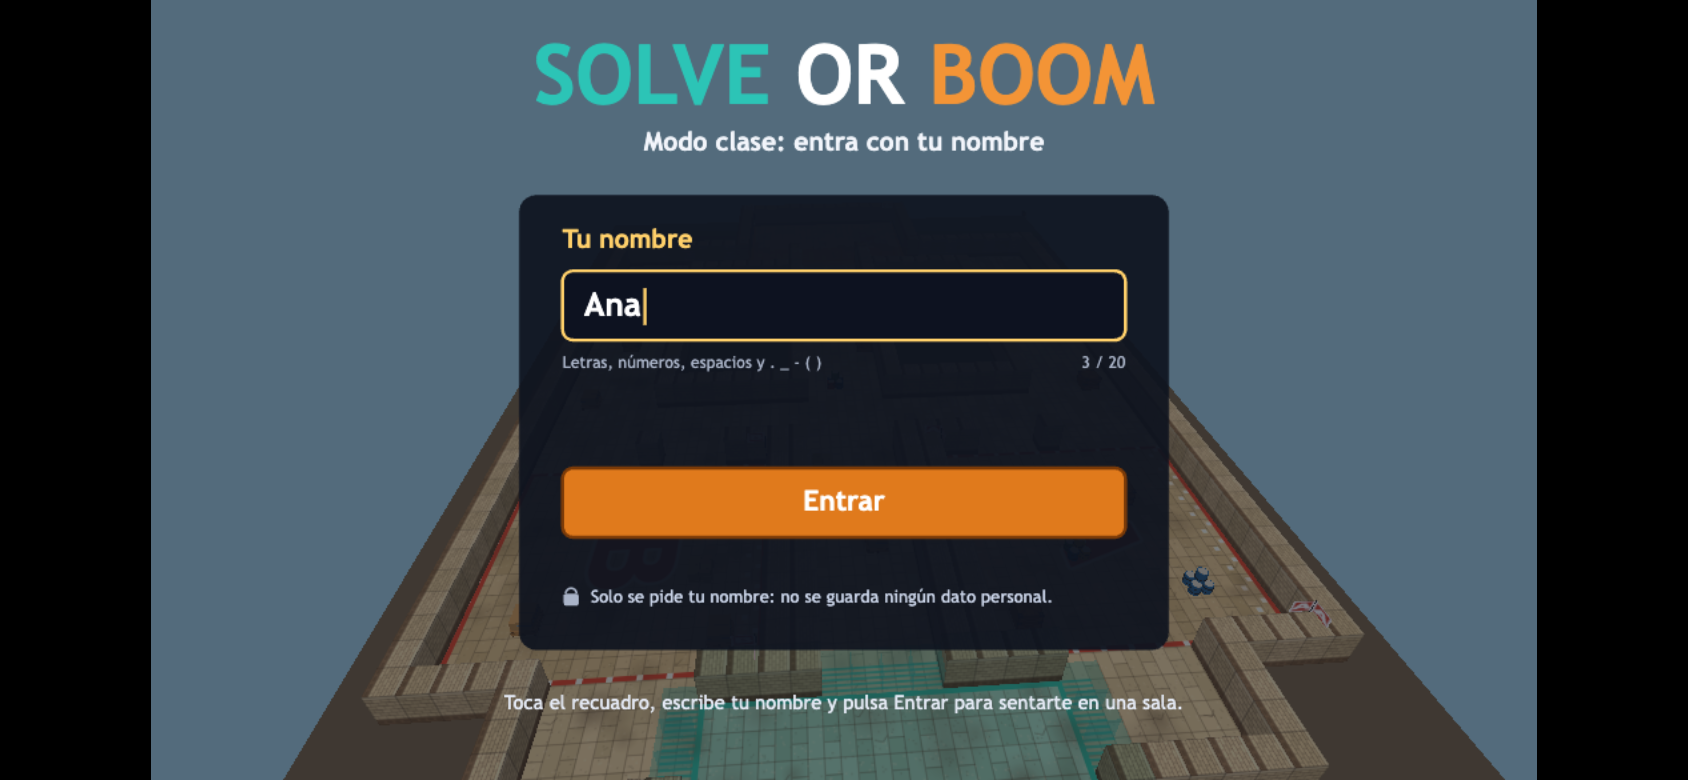 SOLVE OR BOOM
Modo clase: entra con tu nombre
Tu nombre
Ana
Letras, números, espacios y . _ - ( )
3 / 20
Entrar
Solo se pide tu nombre: no se guarda ningún dato personal.
Toca el recuadro, escribe tu nombre y pulsa Entrar para sentarte en una sala.